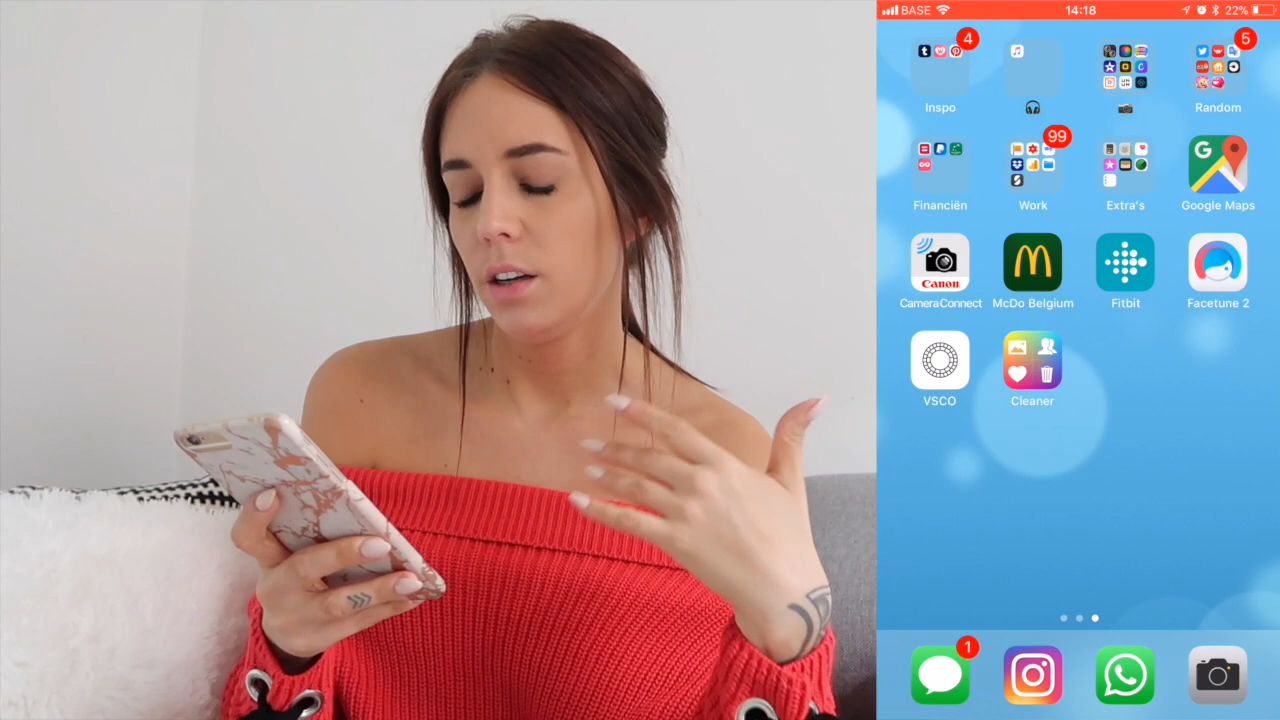 BASE 14:18 22%
4 5
Inspo Random
99
Financiën Work Extra's Google Maps
Canon
CameraConnect McDo Belgium Fitbit Facetune 2
VSCO Cleaner
1